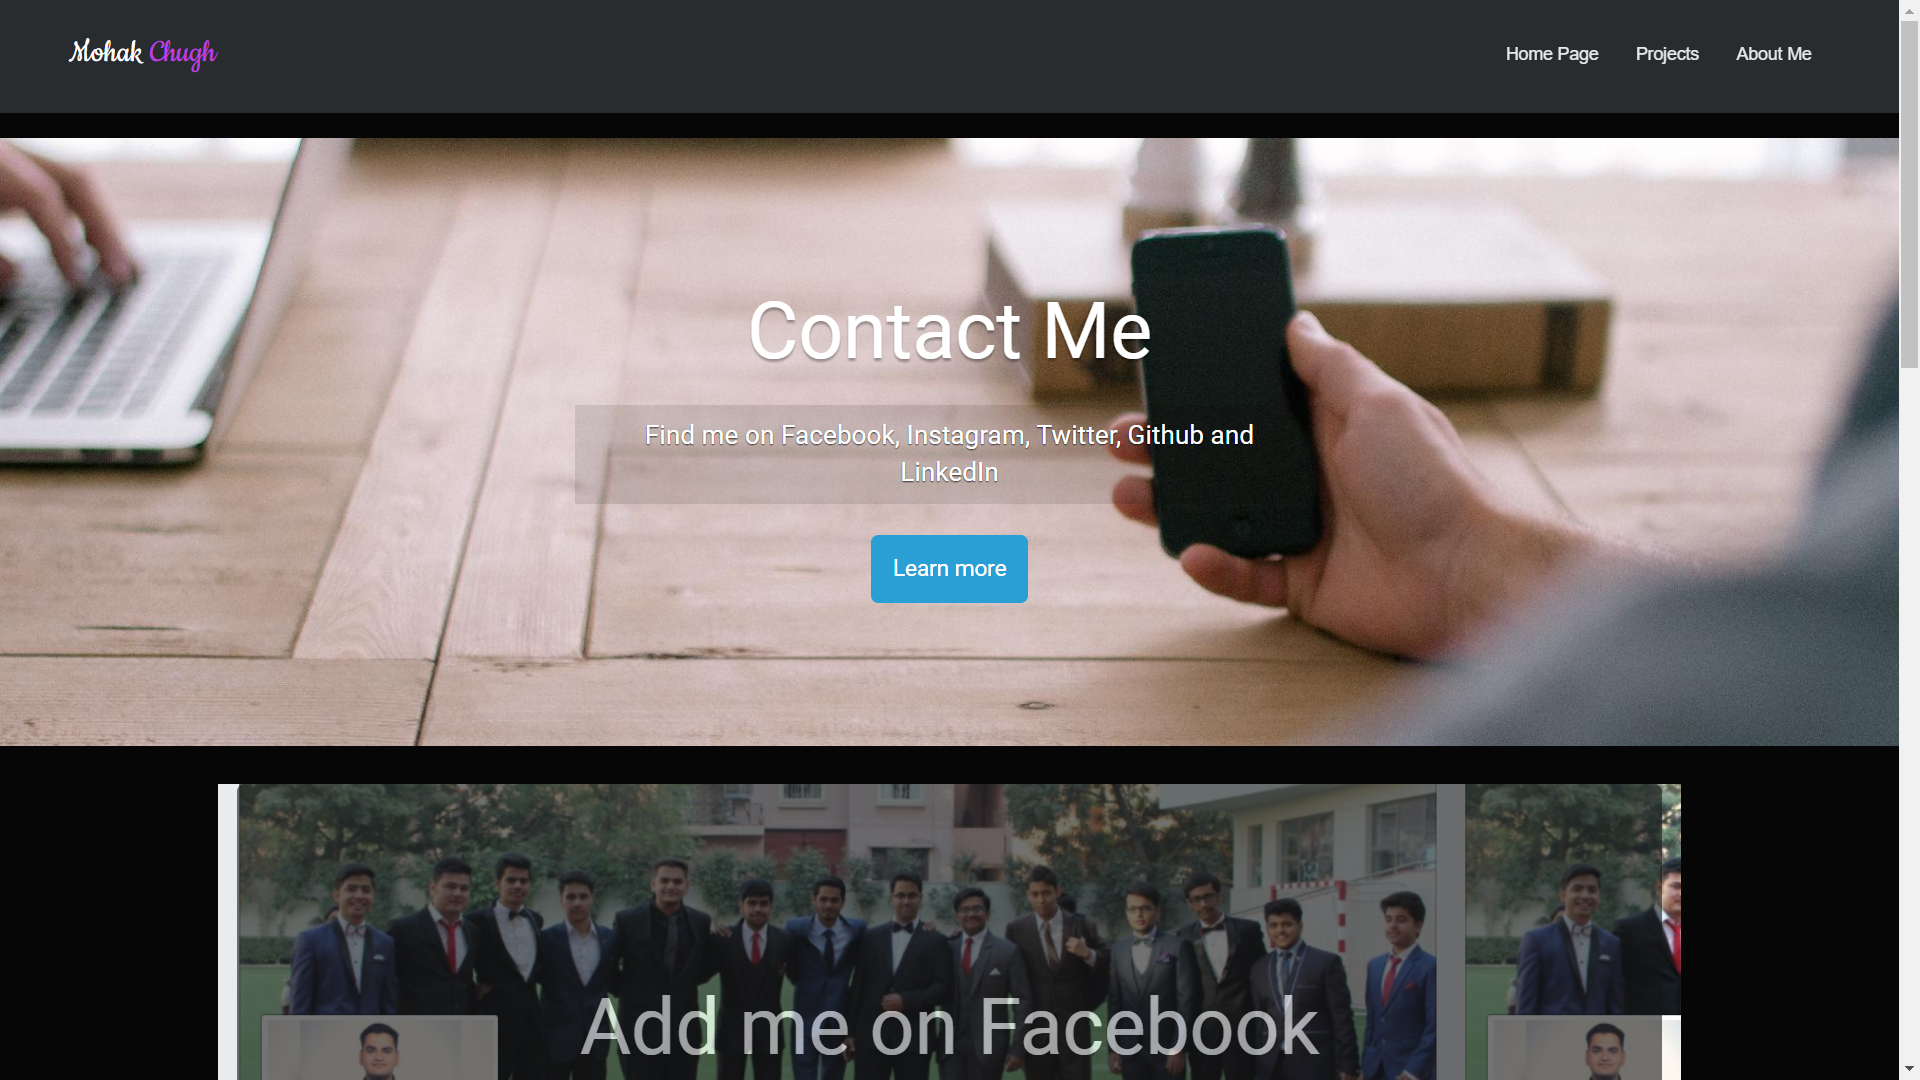 Mohak Chugh
Home Page
Projects
About Me
Contact Me
Find me on Facebook, Instagram, Twitter, Github and
LinkedIn
Learn more
Add me on Facebook